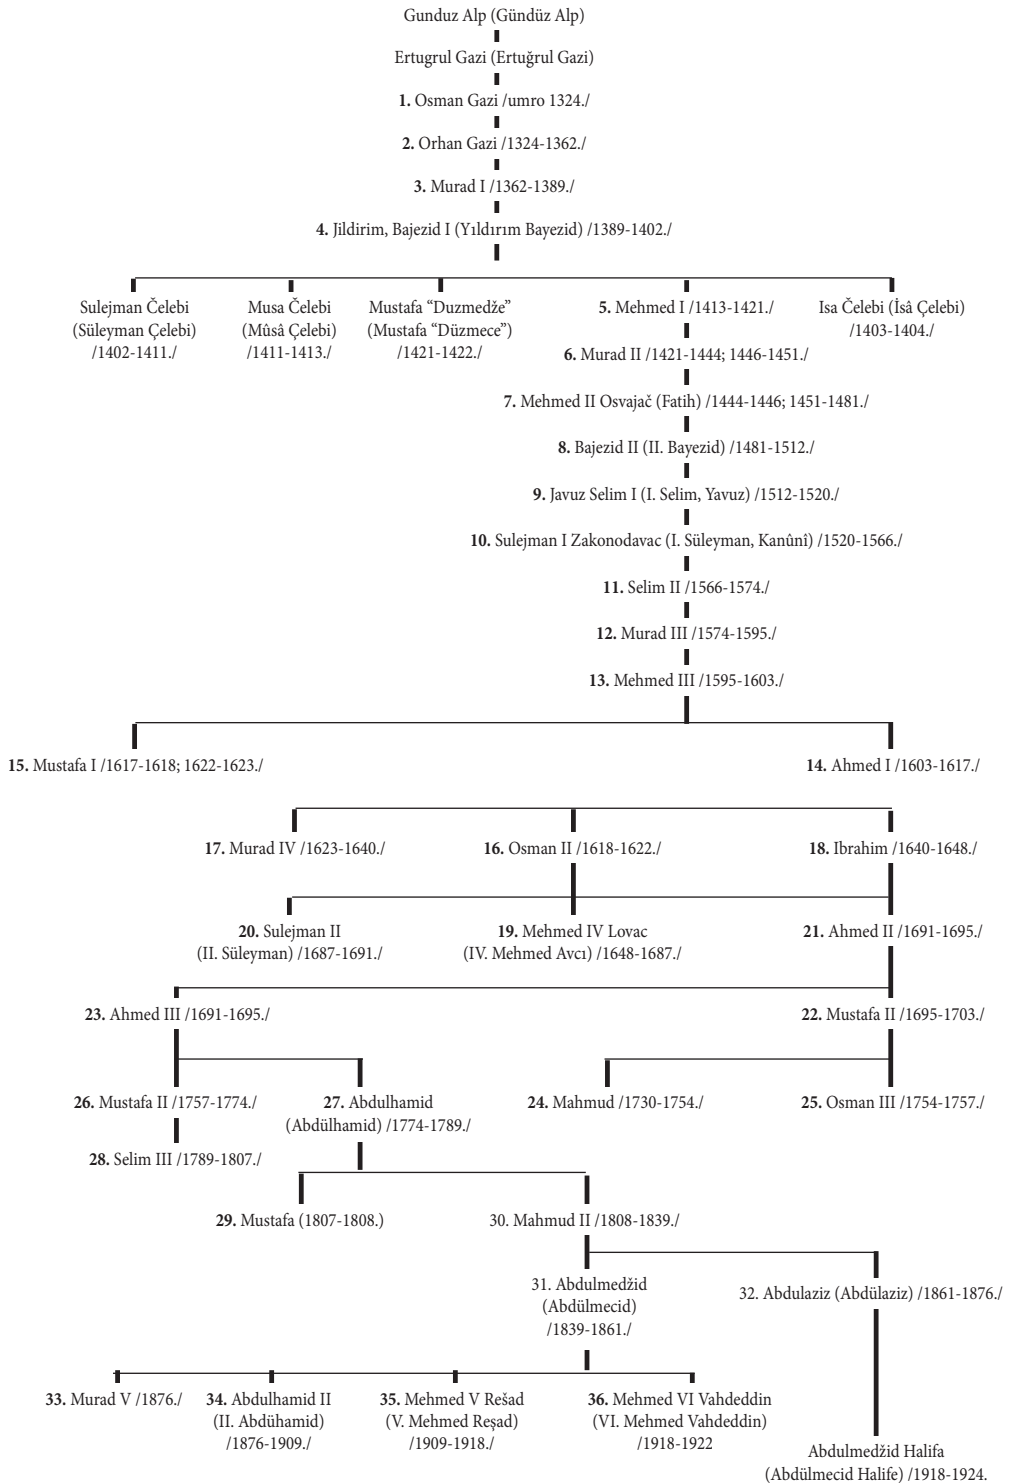 Gunduz Alp (Gündüz Alp)
Ertugrul Gazi (Ertuğrul Gazi)
1. Osman Gazi /umro 1324./
2. Orhan Gazi /1324-1362./
3. Murad I /1362-1389./
4. Jildirim, Bajezid I (Yıldırım Bayezid) /1389-1402./
Sulejman Čelebi
(Süleyman Çelebi)
/1402-1411./
Musa Čelebi
(Mûsâ Çelebi)
/1411-1413./
Mustafa “Duzmedže”
(Mustafa “Düzmece”)
/1421-1422./
5. Mehmed I /1413-1421./
Isa Čelebi (İsâ Çelebi)
/1403-1404./
6. Murad II /1421-1444; 1446-1451./
7. Mehmed II Osvajač (Fatih) /1444-1446; 1451-1481./
8. Bajezid II (II. Bayezid) /1481-1512./
9. Javuz Selim I (I. Selim, Yavuz) /1512-1520./
10. Sulejman I Zakonodavac (I. Süleyman, Kanûnî) /1520-1566./
11. Selim II /1566-1574./
12. Murad III /1574-1595./
13. Mehmed III /1595-1603./
15. Mustafa I /1617-1618; 1622-1623./
14. Ahmed I /1603-1617./
17. Murad IV /1623-1640./
16. Osman II /1618-1622./
18. Ibrahim /1640-1648./
20. Sulejman II
(II. Süleyman) /1687-1691./
19. Mehmed IV Lovac
(IV. Mehmed Avcı) /1648-1687./
21. Ahmed II /1691-1695./
23. Ahmed III /1691-1695./
22. Mustafa II /1695-1703./
26. Mustafa II /1757-1774./
27. Abdulhamid
(Abdülhamid) /1774-1789./
24. Mahmud /1730-1754./
25. Osman III /1754-1757./
28. Selim III /1789-1807./
29. Mustafa (1807-1808.)
30. Mahmud II /1808-1839./
31. Abdulmedžid
(Abdülmecid)
/1839-1861./
32. Abdulaziz (Abdülaziz) /1861-1876./
33. Murad V /1876./
34. Abdulhamid II
(II. Abdühamid)
/1876-1909./
35. Mehmed V Rešad
(V. Mehmed Reşad)
/1909-1918./
36. Mehmed VI Vahdeddin
(VI. Mehmed Vahdeddin)
/1918-1922
Abdulmedžid Halifa
(Abdülmecid Halife) /1918-1924.